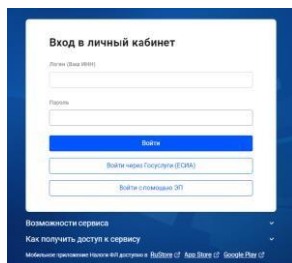 Вход в личный кабинет
Логин (Ваш ИНН)
Пароль
Войти
Войти через Госуслуги (ЕСИА)
Войти с помощью ЭП
Возможности сервиса
Как получить доступ к сервису
Мобильное приложение Налоги ФЛ доступно в RuStore App Store Google Play